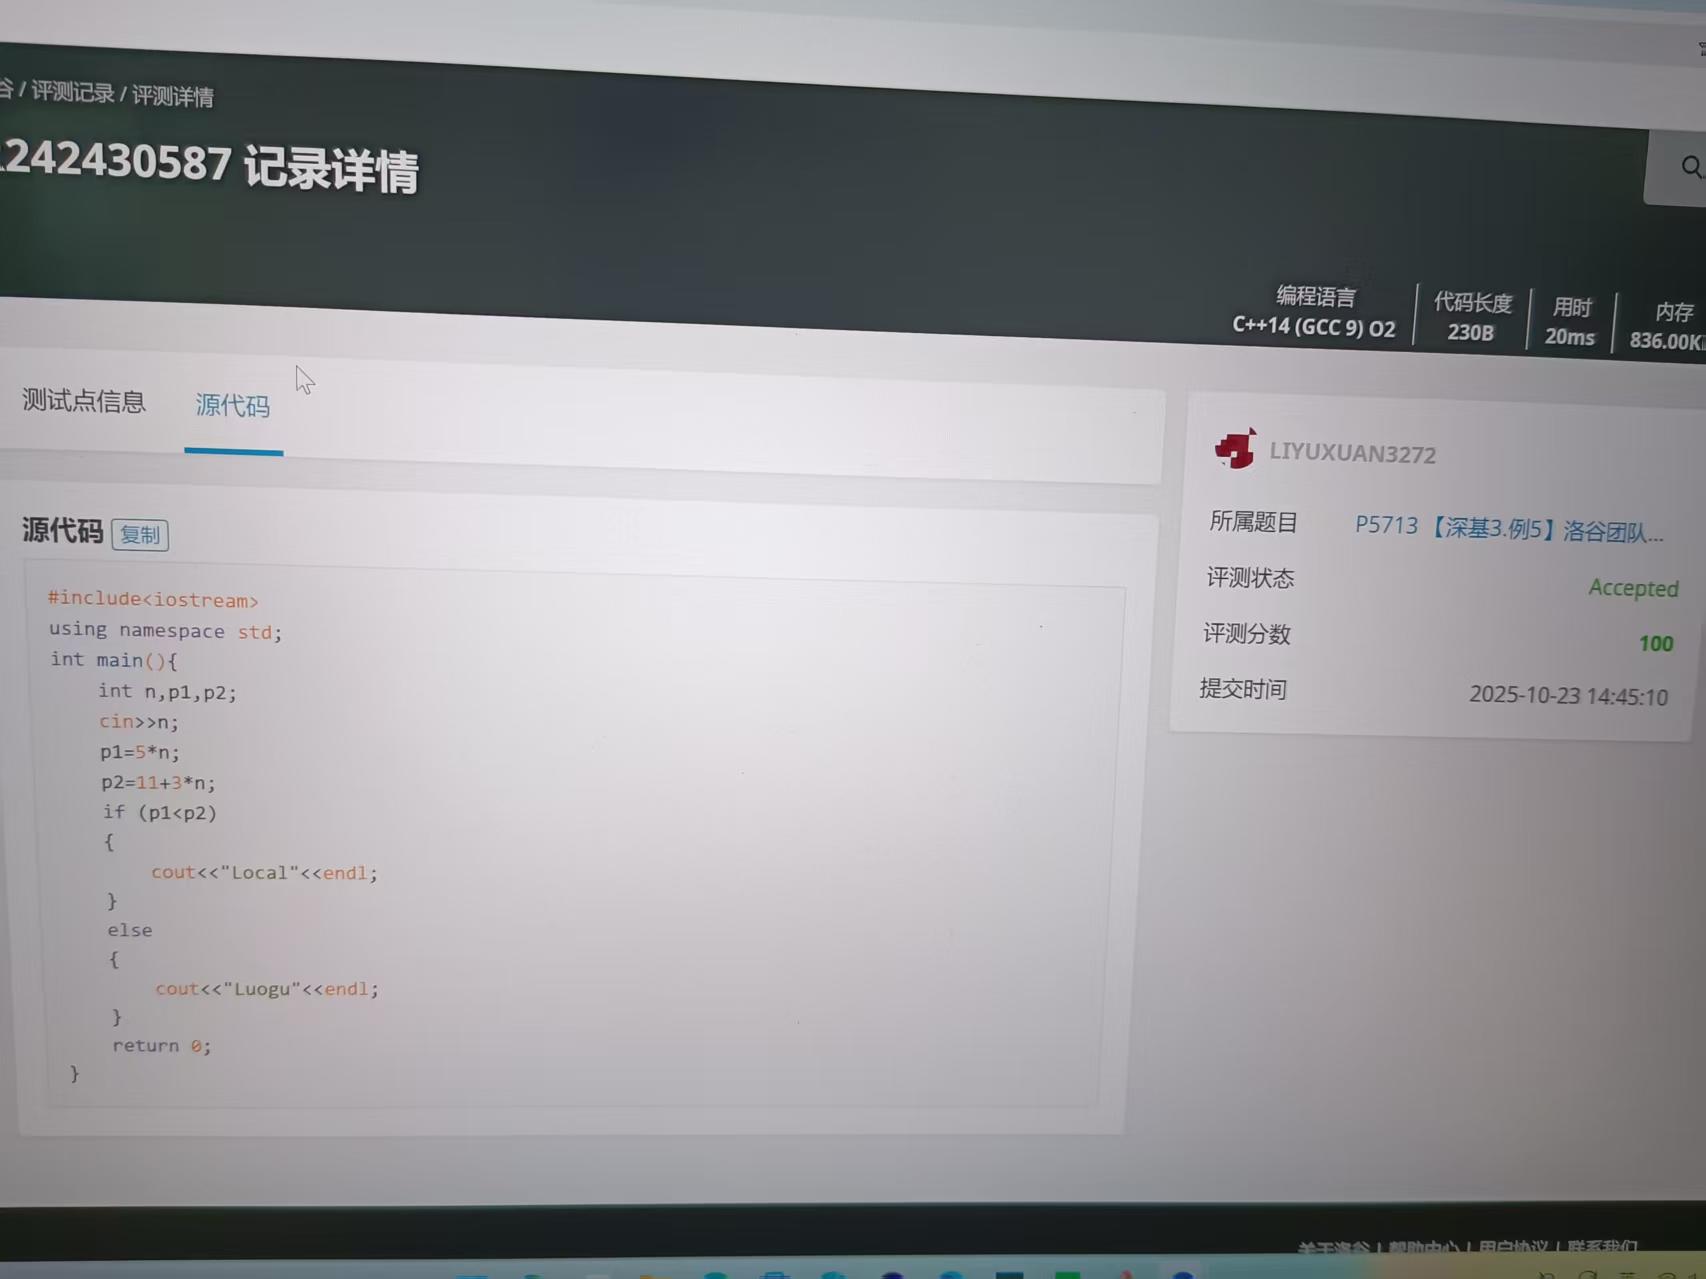 谷 / 评测记录 / 评测详情
242430587 记录详情
编程语言
C++14 (GCC 9) O2
代码长度
230B
用时
20ms
内存
836.00K
测试点信息
源代码
源代码
复制
#include<iostream>
using namespace std;
int main(){
    int n,p1,p2;
    cin>>n;
    p1=5*n;
    p2=11+3*n;
    if (p1<p2)
    {
        cout<<"Local"<<endl;
    }
    else
    {
        cout<<"Luogu"<<endl;
    }
    return 0;
}
LIYUXUAN3272
所属题目 P5713 【深基3.例5】洛谷团队...
评测状态 Accepted
评测分数 100
提交时间 2025-10-23 14:45:10
关于洛谷 | 帮助中心 | 用户协议 | 联系我们